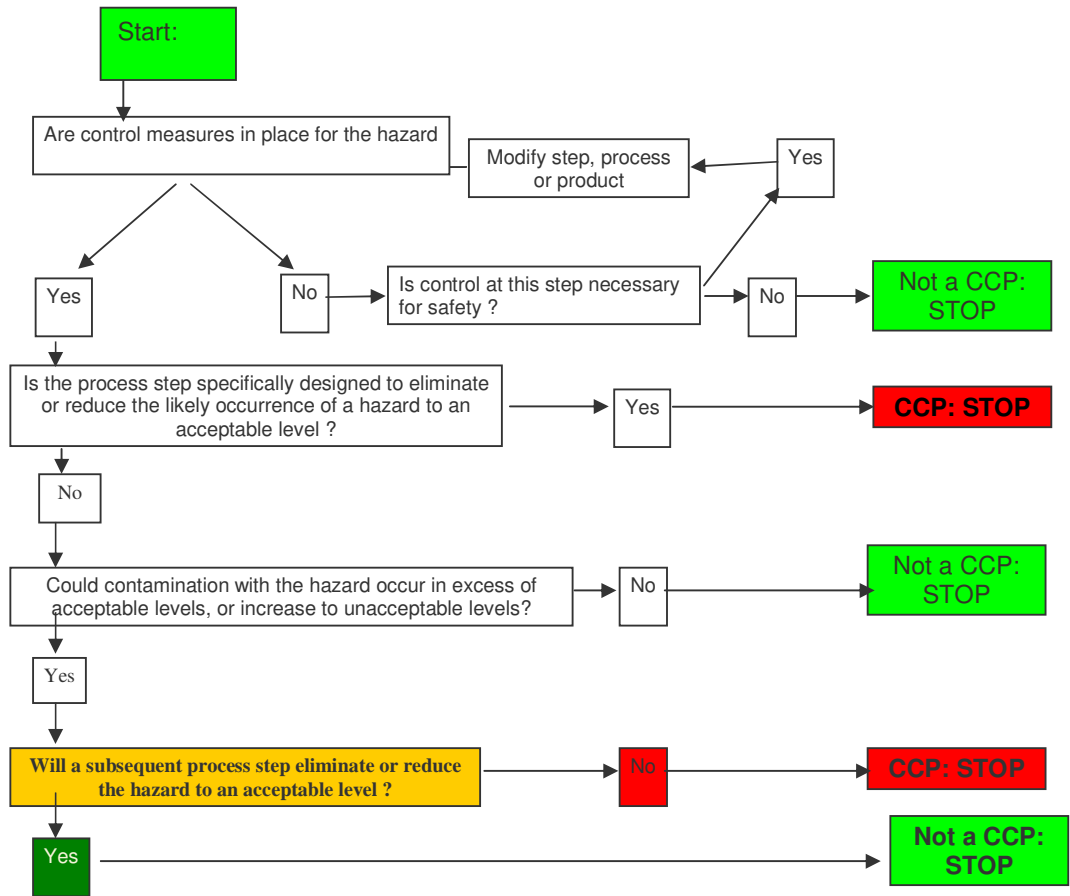 Start:
Are control measures in place for the hazard
Modify step, process
or product
Yes
Yes
No
Is control at this step necessary
for safety ?
No
Not a CCP:
STOP
Is the process step specifically designed to eliminate
or reduce the likely occurrence of a hazard to an
acceptable level ?
Yes
CCP: STOP
No
Could contamination with the hazard occur in excess of
acceptable levels, or increase to unacceptable levels?
No
Not a CCP:
STOP
Yes
Will a subsequent process step eliminate or reduce
the hazard to an acceptable level ?
No
CCP: STOP
Yes
Not a CCP:
STOP